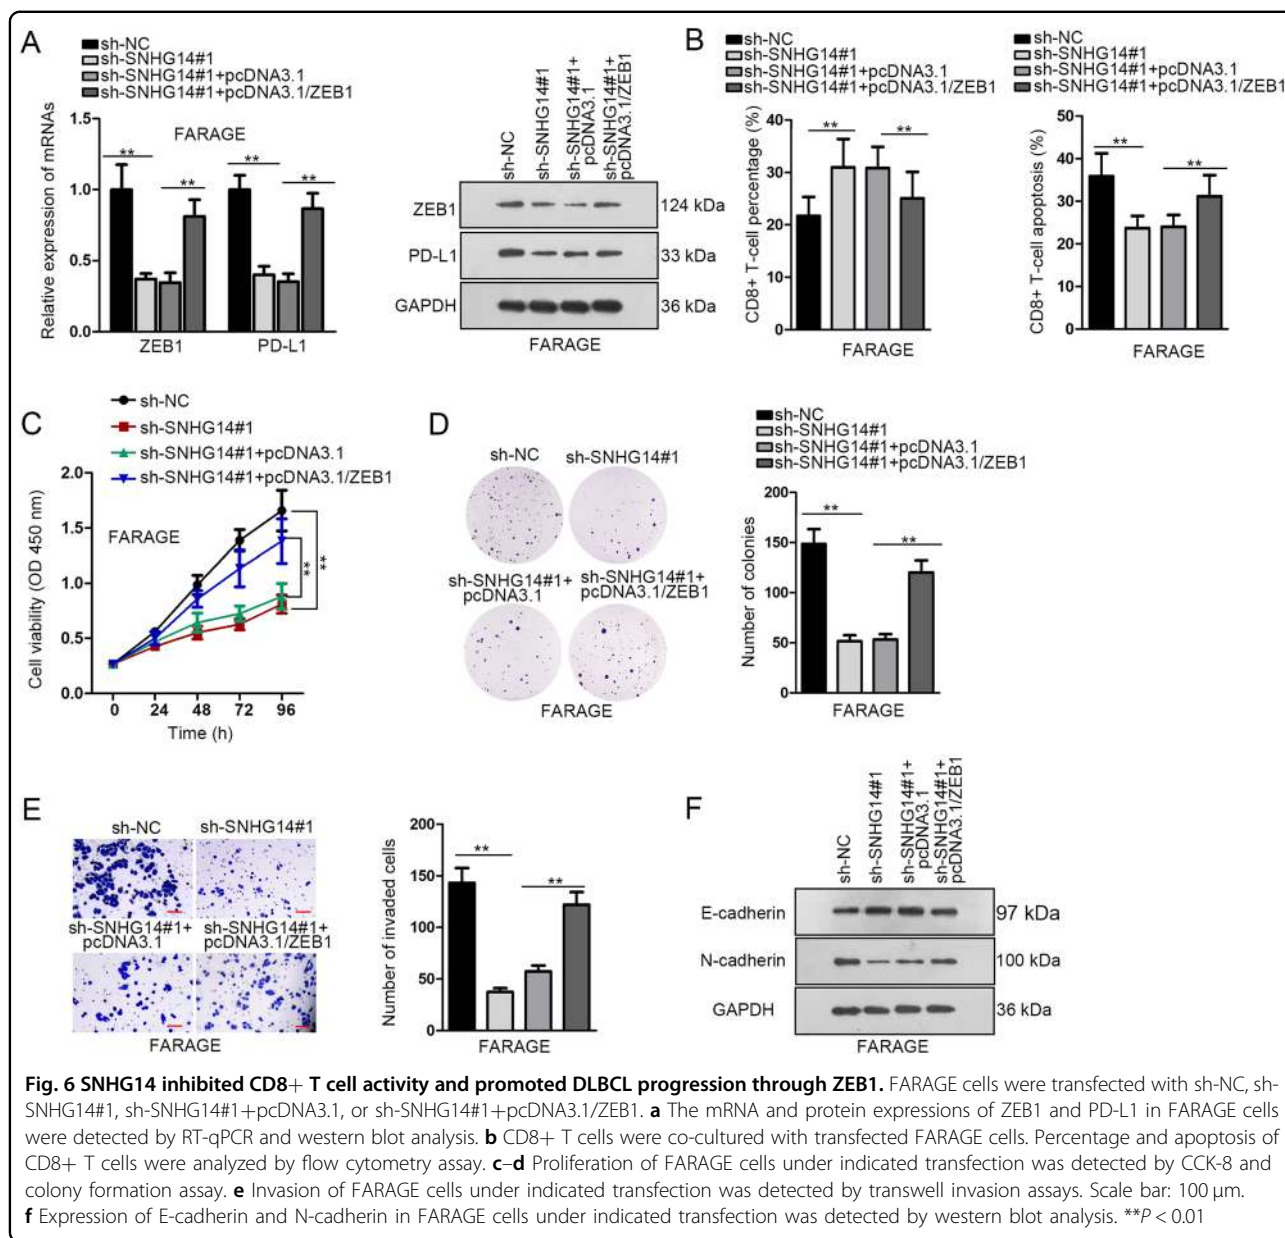 A
sh-NC
sh-SNHG14#1
sh-SNHG14#1+pcDNA3.1
sh-SNHG14#1+pcDNA3.1/ZEB1
FARAGE
Relative expression of mRNAs
1.5
1.0
0.5
0.0
** ** ** **
ZEB1 PD-L1
sh-NC
sh-SNHG14#1
sh-SNHG14#1+
pcDNA3.1
sh-SNHG14#1+
pcDNA3.1/ZEB1
ZEB1 124 kDa
PD-L1 33 kDa
GAPDH 36 kDa
FARAGE
B
sh-NC
sh-SNHG14#1
sh-SNHG14#1+pcDNA3.1
sh-SNHG14#1+pcDNA3.1/ZEB1
CD8+ T-cell percentage (%)
50
40
30
20
10
0
** **
FARAGE
sh-NC
sh-SNHG14#1
sh-SNHG14#1+pcDNA3.1
sh-SNHG14#1+pcDNA3.1/ZEB1
CD8+ T-cell apoptosis (%)
50
40
30
20
10
0
** **
FARAGE
C
sh-NC
sh-SNHG14#1
sh-SNHG14#1+pcDNA3.1
sh-SNHG14#1+pcDNA3.1/ZEB1
Cell viability (OD 450 nm)
2.0
1.5
1.0
0.5
0.0
FARAGE
**
**
0 24 48 72 96
Time (h)
D
sh-NC sh-SNHG14#1
sh-SNHG14#1+ sh-SNHG14#1+
pcDNA3.1 pcDNA3.1/ZEB1
FARAGE
sh-NC
sh-SNHG14#1
sh-SNHG14#1+pcDNA3.1
sh-SNHG14#1+pcDNA3.1/ZEB1
Number of colonies
200
150
100
50
0
** **
FARAGE
E
sh-NC sh-SNHG14#1
sh-SNHG14#1+ sh-SNHG14#1+
pcDNA3.1 pcDNA3.1/ZEB1
FARAGE
Number of invaded cells
200
150
100
50
0
** **
FARAGE
F
sh-NC
sh-SNHG14#1
sh-SNHG14#1+
pcDNA3.1
sh-SNHG14#1+
pcDNA3.1/ZEB1
E-cadherin 97 kDa
N-cadherin 100 kDa
GAPDH 36 kDa
FARAGE
Fig. 6 SNHG14 inhibited CD8+ T cell activity and promoted DLBCL progression through ZEB1. FARAGE cells were transfected with sh-NC, sh-
SNHG14#1, sh-SNHG14#1+pcDNA3.1, or sh-SNHG14#1+pcDNA3.1/ZEB1. a The mRNA and protein expressions of ZEB1 and PD-L1 in FARAGE cells
were detected by RT-qPCR and western blot analysis. b CD8+ T cells were co-cultured with transfected FARAGE cells. Percentage and apoptosis of
CD8+ T cells were analyzed by flow cytometry assay. c–d Proliferation of FARAGE cells under indicated transfection was detected by CCK-8 and
colony formation assay. e Invasion of FARAGE cells under indicated transfection was detected by transwell invasion assays. Scale bar: 100 μm.
f Expression of E-cadherin and N-cadherin in FARAGE cells under indicated transfection was detected by western blot analysis. **P < 0.01